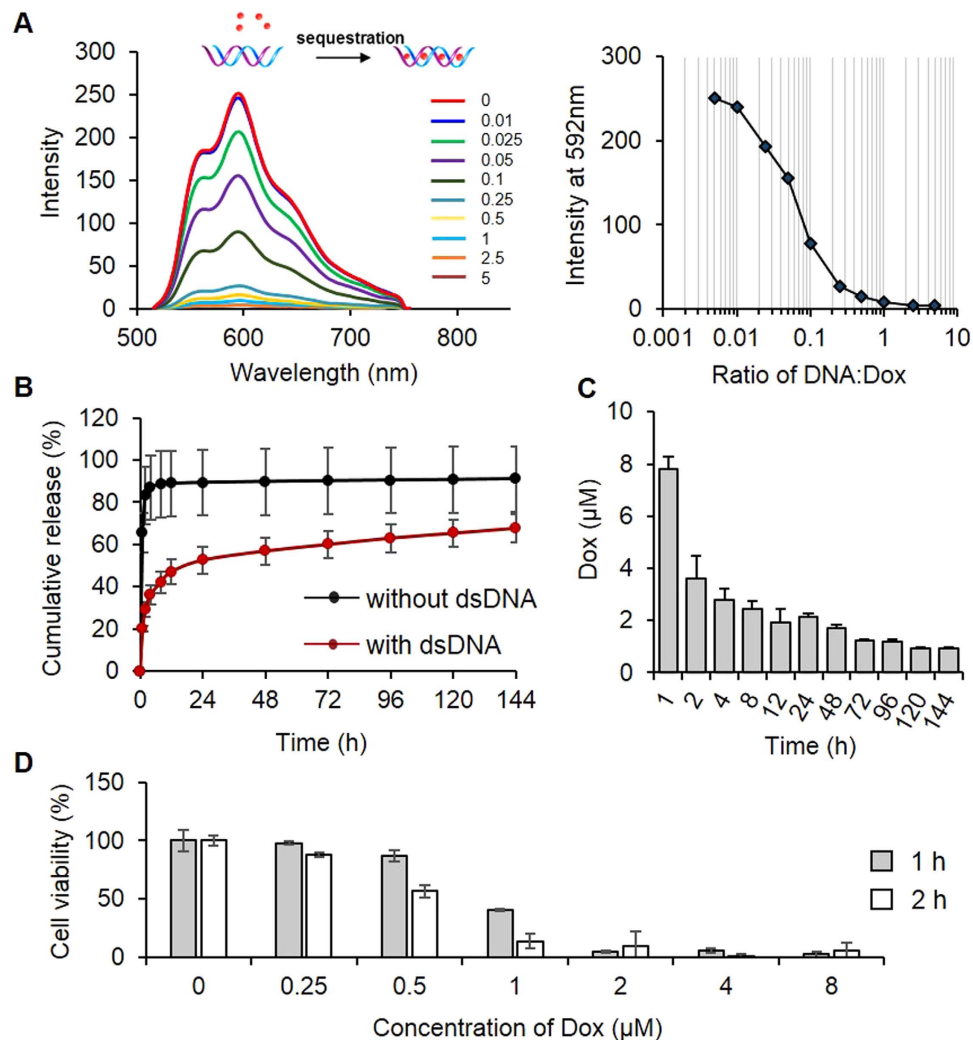 A
sequestration
300
250
200
150
100
50
0
Intensity
500 600 700 800
Wavelength (nm)
0
0.01
0.025
0.05
0.1
0.25
0.5
1
2.5
5
300
200
100
0
Intensity at 592nm
0.001 0.01 0.1 1 10
Ratio of DNA:Dox
B
120
100
80
60
40
20
0
Cumulative release (%)
without dsDNA
with dsDNA
0 24 48 72 96 120 144
Time (h)
C
10
8
6
4
2
0
Dox (μM)
1 2 4 8 12 24 48 72 96 120 144
Time (h)
D
150
100
50
0
Cell viability (%)
1 h
2 h
0 0.25 0.5 1 2 4 8
Concentration of Dox (μM)